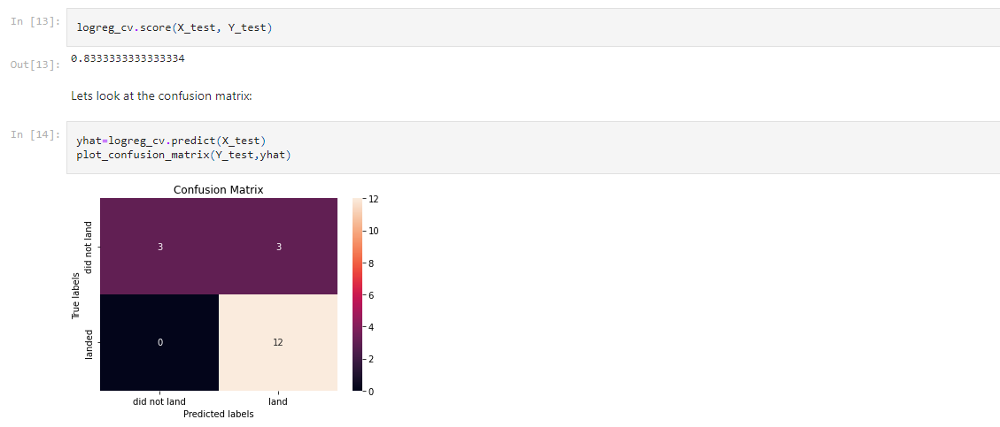 In [13]:
logreg_cv.score(X_test, Y_test)
Out[13]:
0.8333333333333334
Lets look at the confusion matrix:
In [14]:
yhat=logreg_cv.predict(X_test)
plot_confusion_matrix(Y_test,yhat)
Confusion Matrix
True labels
did not land
landed
3
3
0
12
did not land
land
Predicted labels
12
10
8
6
4
2
0